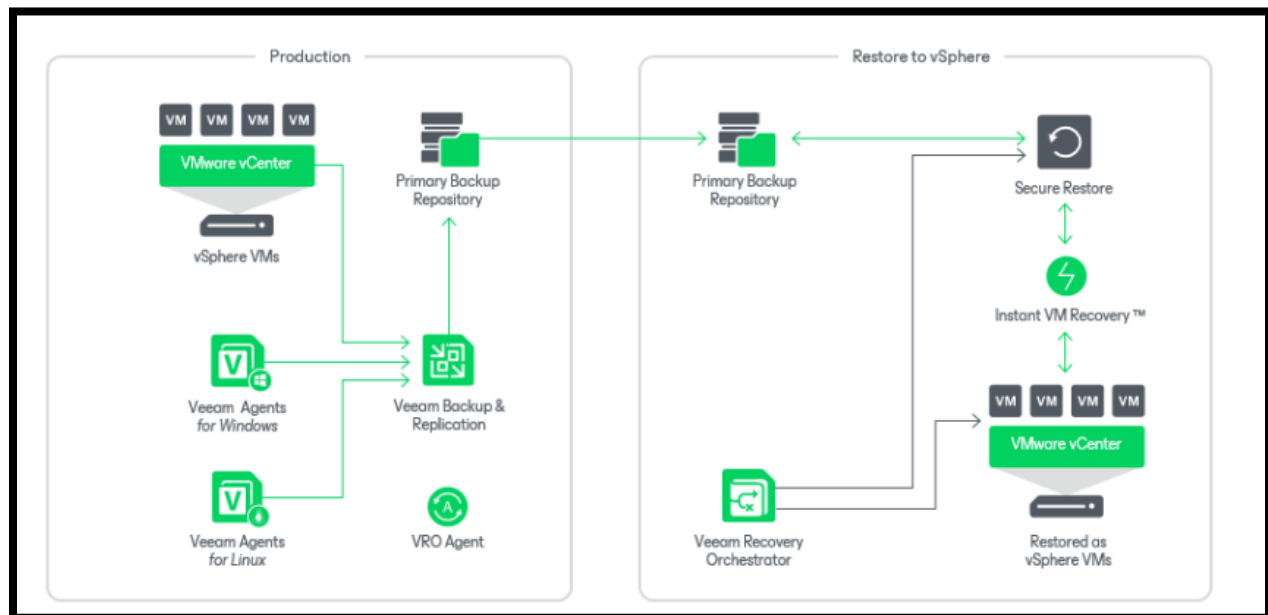 Production
VM VM VM VM
VMware vCenter
vSphere VMs
Primary Backup
Repository
V
Veeam Agents
for Windows
Veeam Backup &
Replication
V
Veeam Agents
for Linux
A
VRO Agent
Restore to vSphere
Primary Backup
Repository
Secure Restore
Instant VM Recovery ™
VM VM VM VM
VMware vCenter
Restored as
vSphere VMs
Veeam Recovery
Orchestrator